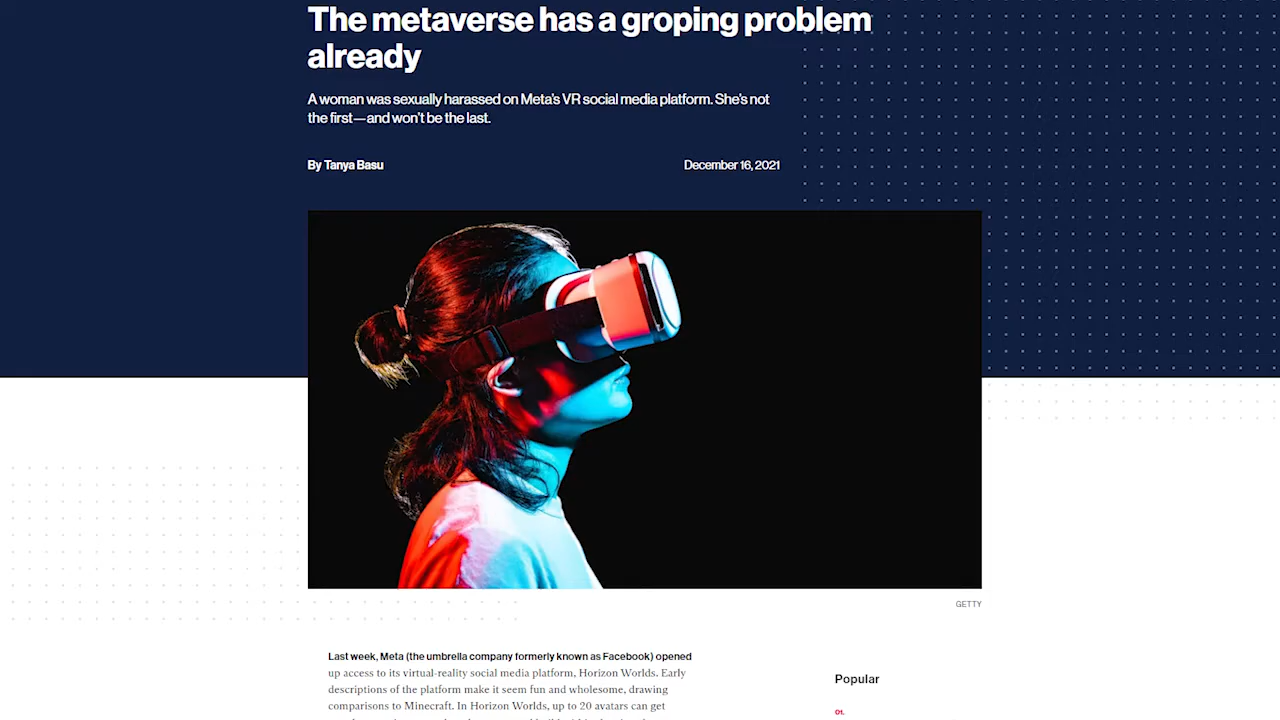 The metaverse has a groping problem
already
A woman was sexually harassed on Meta's VR social media platform. She's not
the first—and won't be the last.
By Tanya Basu
December 16, 2021
GETTY
Last week, Meta (the umbrella company formerly known as Facebook) opened
up access to its virtual-reality social media platform, Horizon Worlds. Early
descriptions of the platform make it seem fun and wholesome, drawing
comparisons to Minecraft. In Horizon Worlds, up to 20 avatars can get
Popular
01.